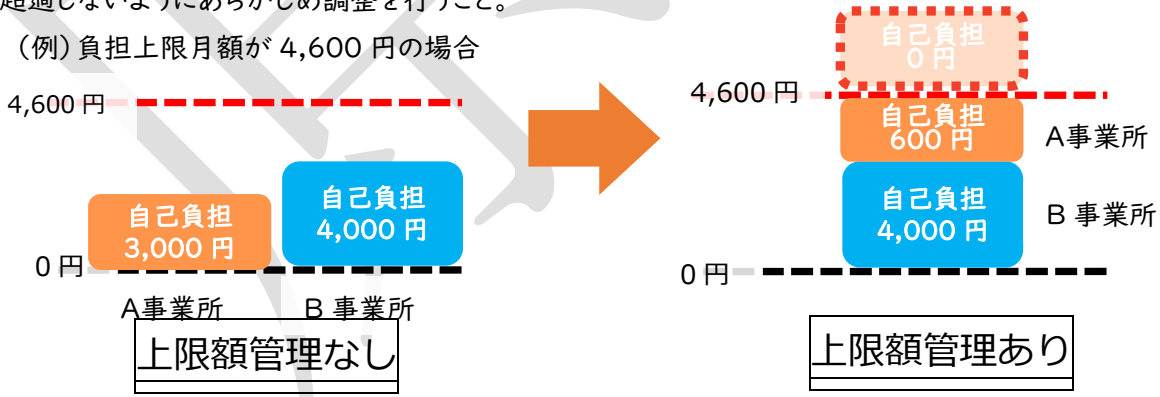 超過しないようにあらかじめ調整を行うこと。
(例)負担上限月額が 4,600 円の場合
4,600 円
自己負担
3,000 円
自己負担
4,000 円
0 円
A事業所
B 事業所
上限額管理なし
自己負担
0 円
4,600 円
自己負担
600 円
A事業所
自己負担
4,000 円
B 事業所
0 円
上限額管理あり